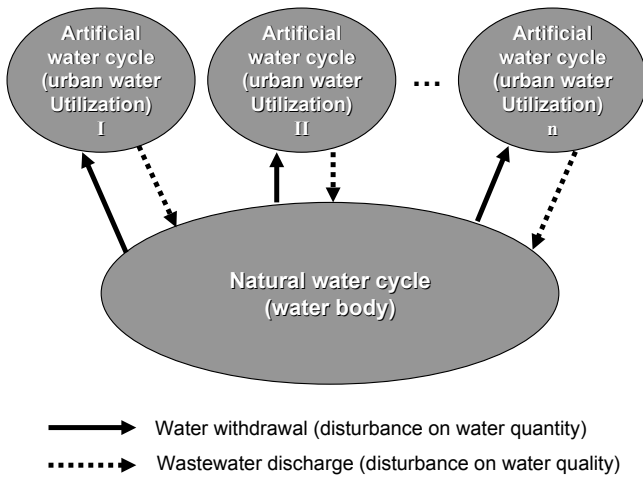 Artificial
water cycle
(urban water
Utilization)
I
Artificial
water cycle
(urban water
Utilization)
II
...
Artificial
water cycle
(urban water
Utilization)
n
Natural water cycle
(water body)
Water withdrawal (disturbance on water quantity)
Wastewater discharge (disturbance on water quality)